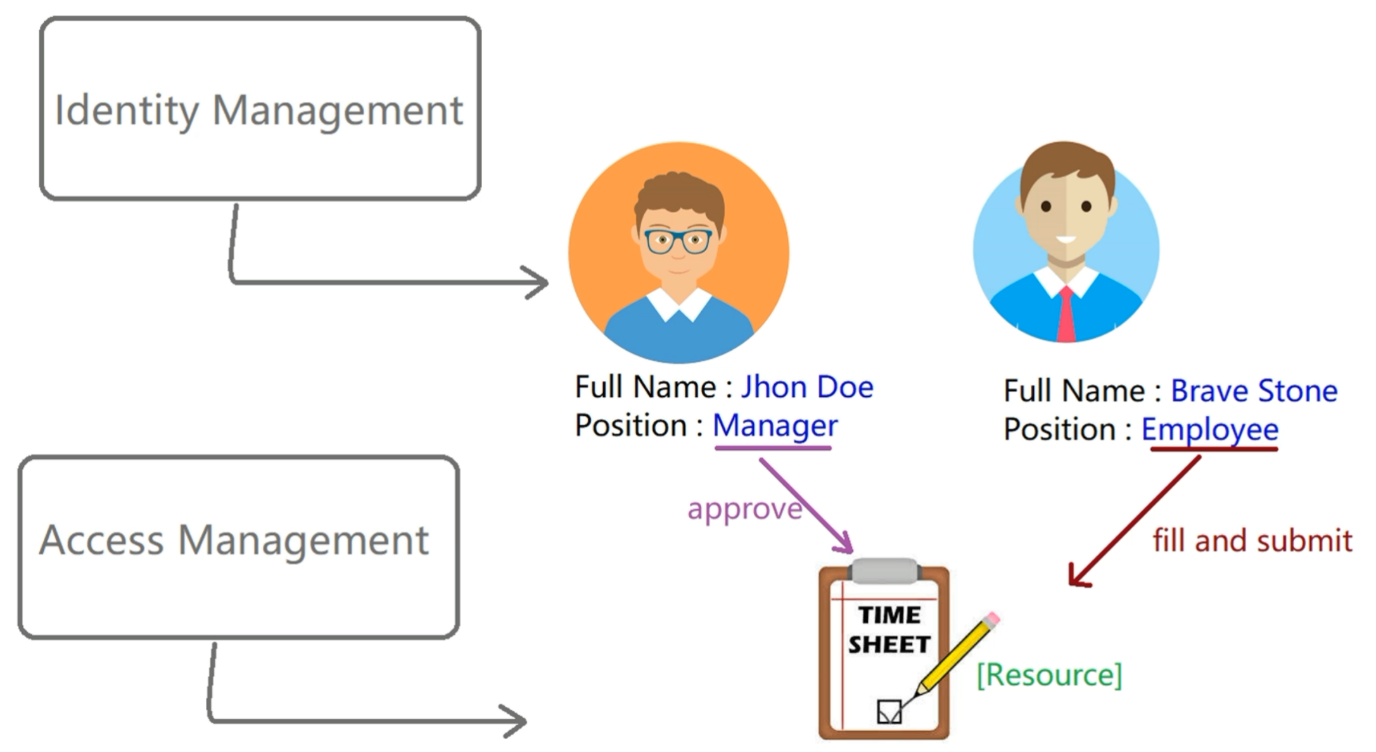 Identity Management
Full Name : Jhon Doe
Position : Manager
Full Name : Brave Stone
Position : Employee
approve
fill and submit
Access Management
TIME
SHEET
[Resource]